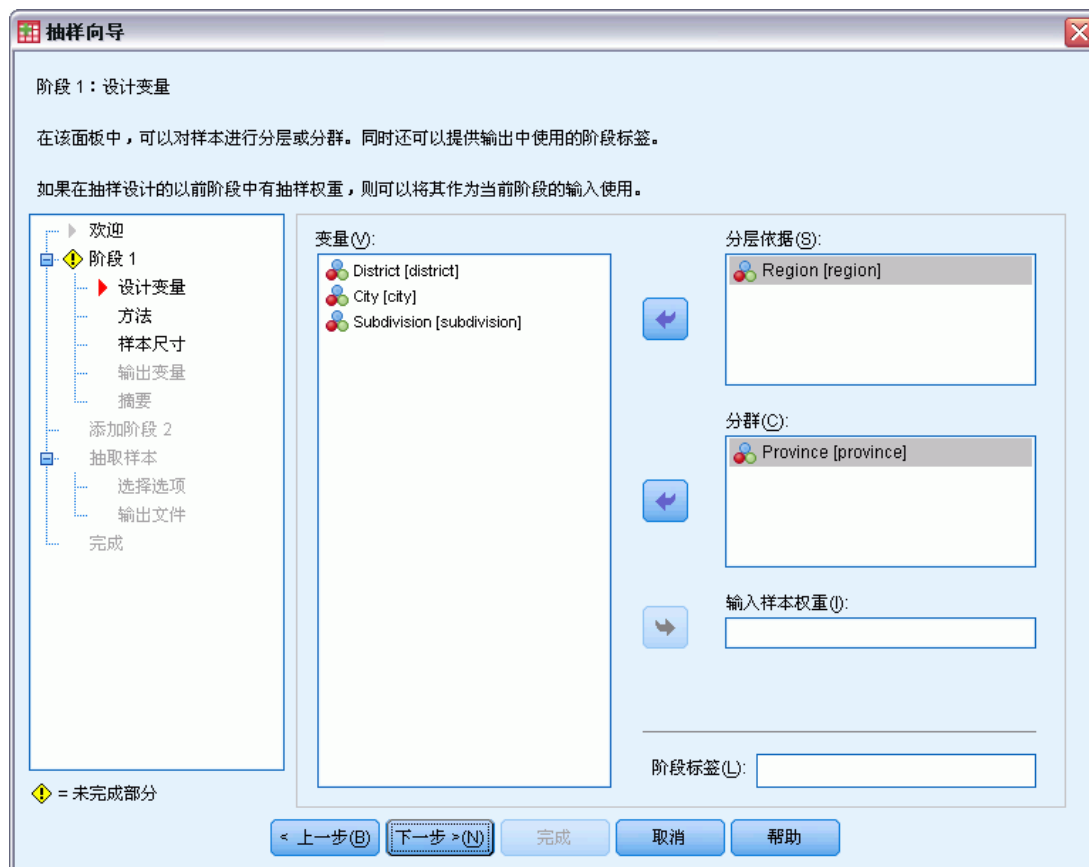 抽样向导
阶段 1：设计变量
在该面板中，可以对样本进行分层或分群。同时还可以提供输出中使用的阶段标签。
如果在抽样设计的以前阶段中有抽样权重，则可以将其作为当前阶段的输入使用。
欢迎
阶段 1
设计变量
方法
样本尺寸
输出变量
摘要
添加阶段 2
抽取样本
选择选项
输出文件
完成
! = 未完成部分
变量(V):
District [district]
City [city]
Subdivision [subdivision]
分层依据(S):
Region [region]
分群(C):
Province [province]
输入样本权重(I):
阶段标签(L):
< 上一步(B)
下一步 >(N)
完成
取消
帮助